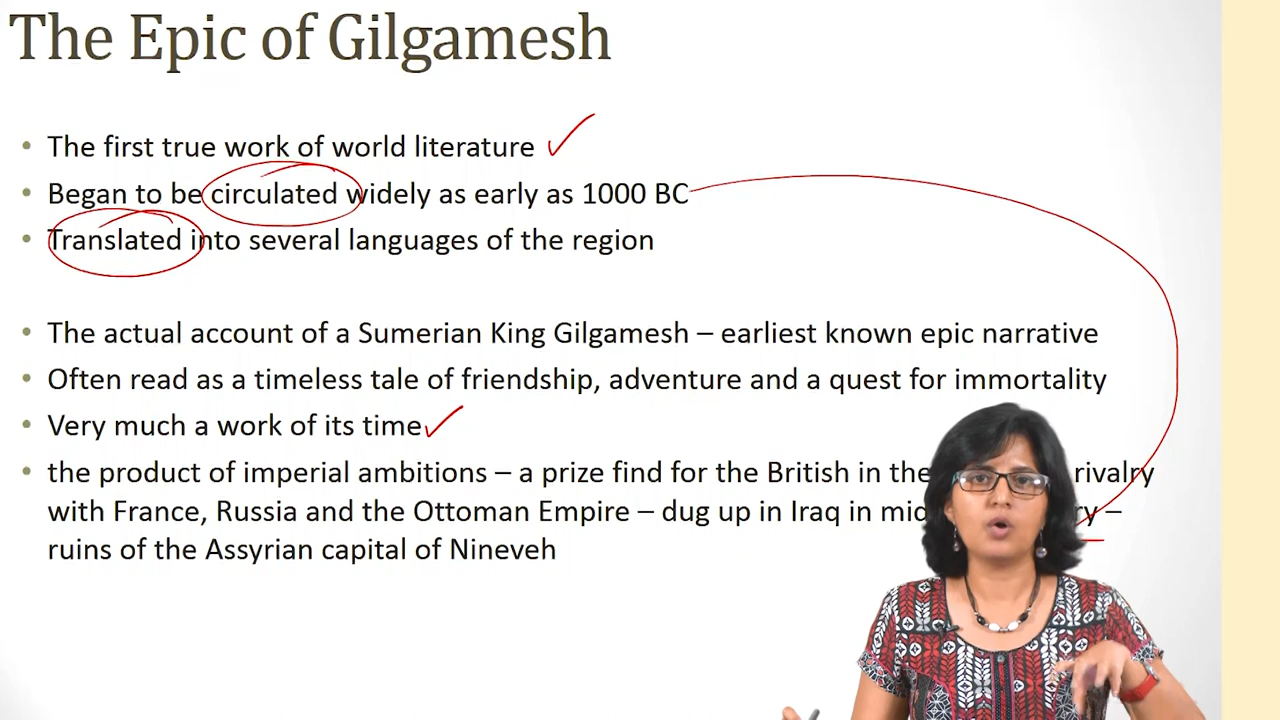 The Epic of Gilgamesh
• The first true work of world literature
• Began to be circulated widely as early as 1000 BC
• Translated into several languages of the region
• The actual account of a Sumerian King Gilgamesh – earliest known epic narrative
• Often read as a timeless tale of friendship, adventure and a quest for immortality
• Very much a work of its time
• the product of imperial ambitions – a prize find for the British in the rivalry
with France, Russia and the Ottoman Empire – dug up in Iraq in –
ruins of the Assyrian capital of Nineveh